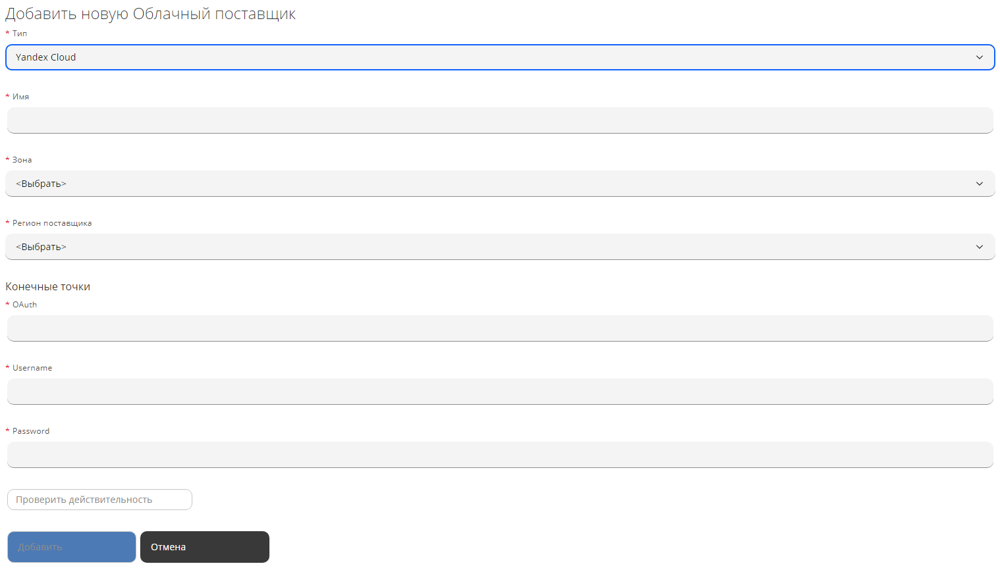 Добавить новую Облачный поставщик
* Тип
Yandex Cloud
* Имя
* Зона
<Выбрать>
* Регион поставщика
<Выбрать>
Конечные точки
* OAuth
* Username
* Password
Проверить действительность
Добавить
Отмена